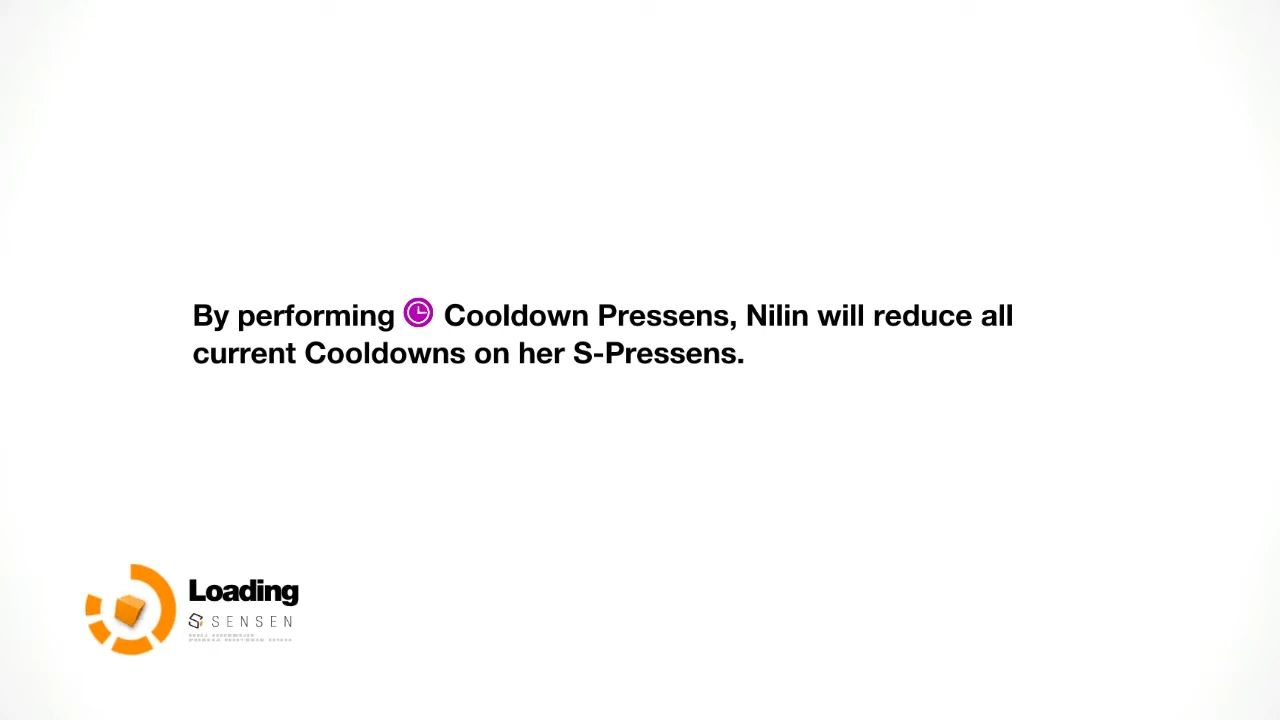 By performing Cooldown Pressens, Nilin will reduce all
current Cooldowns on her S-Pressens.
Loading
SENSEN